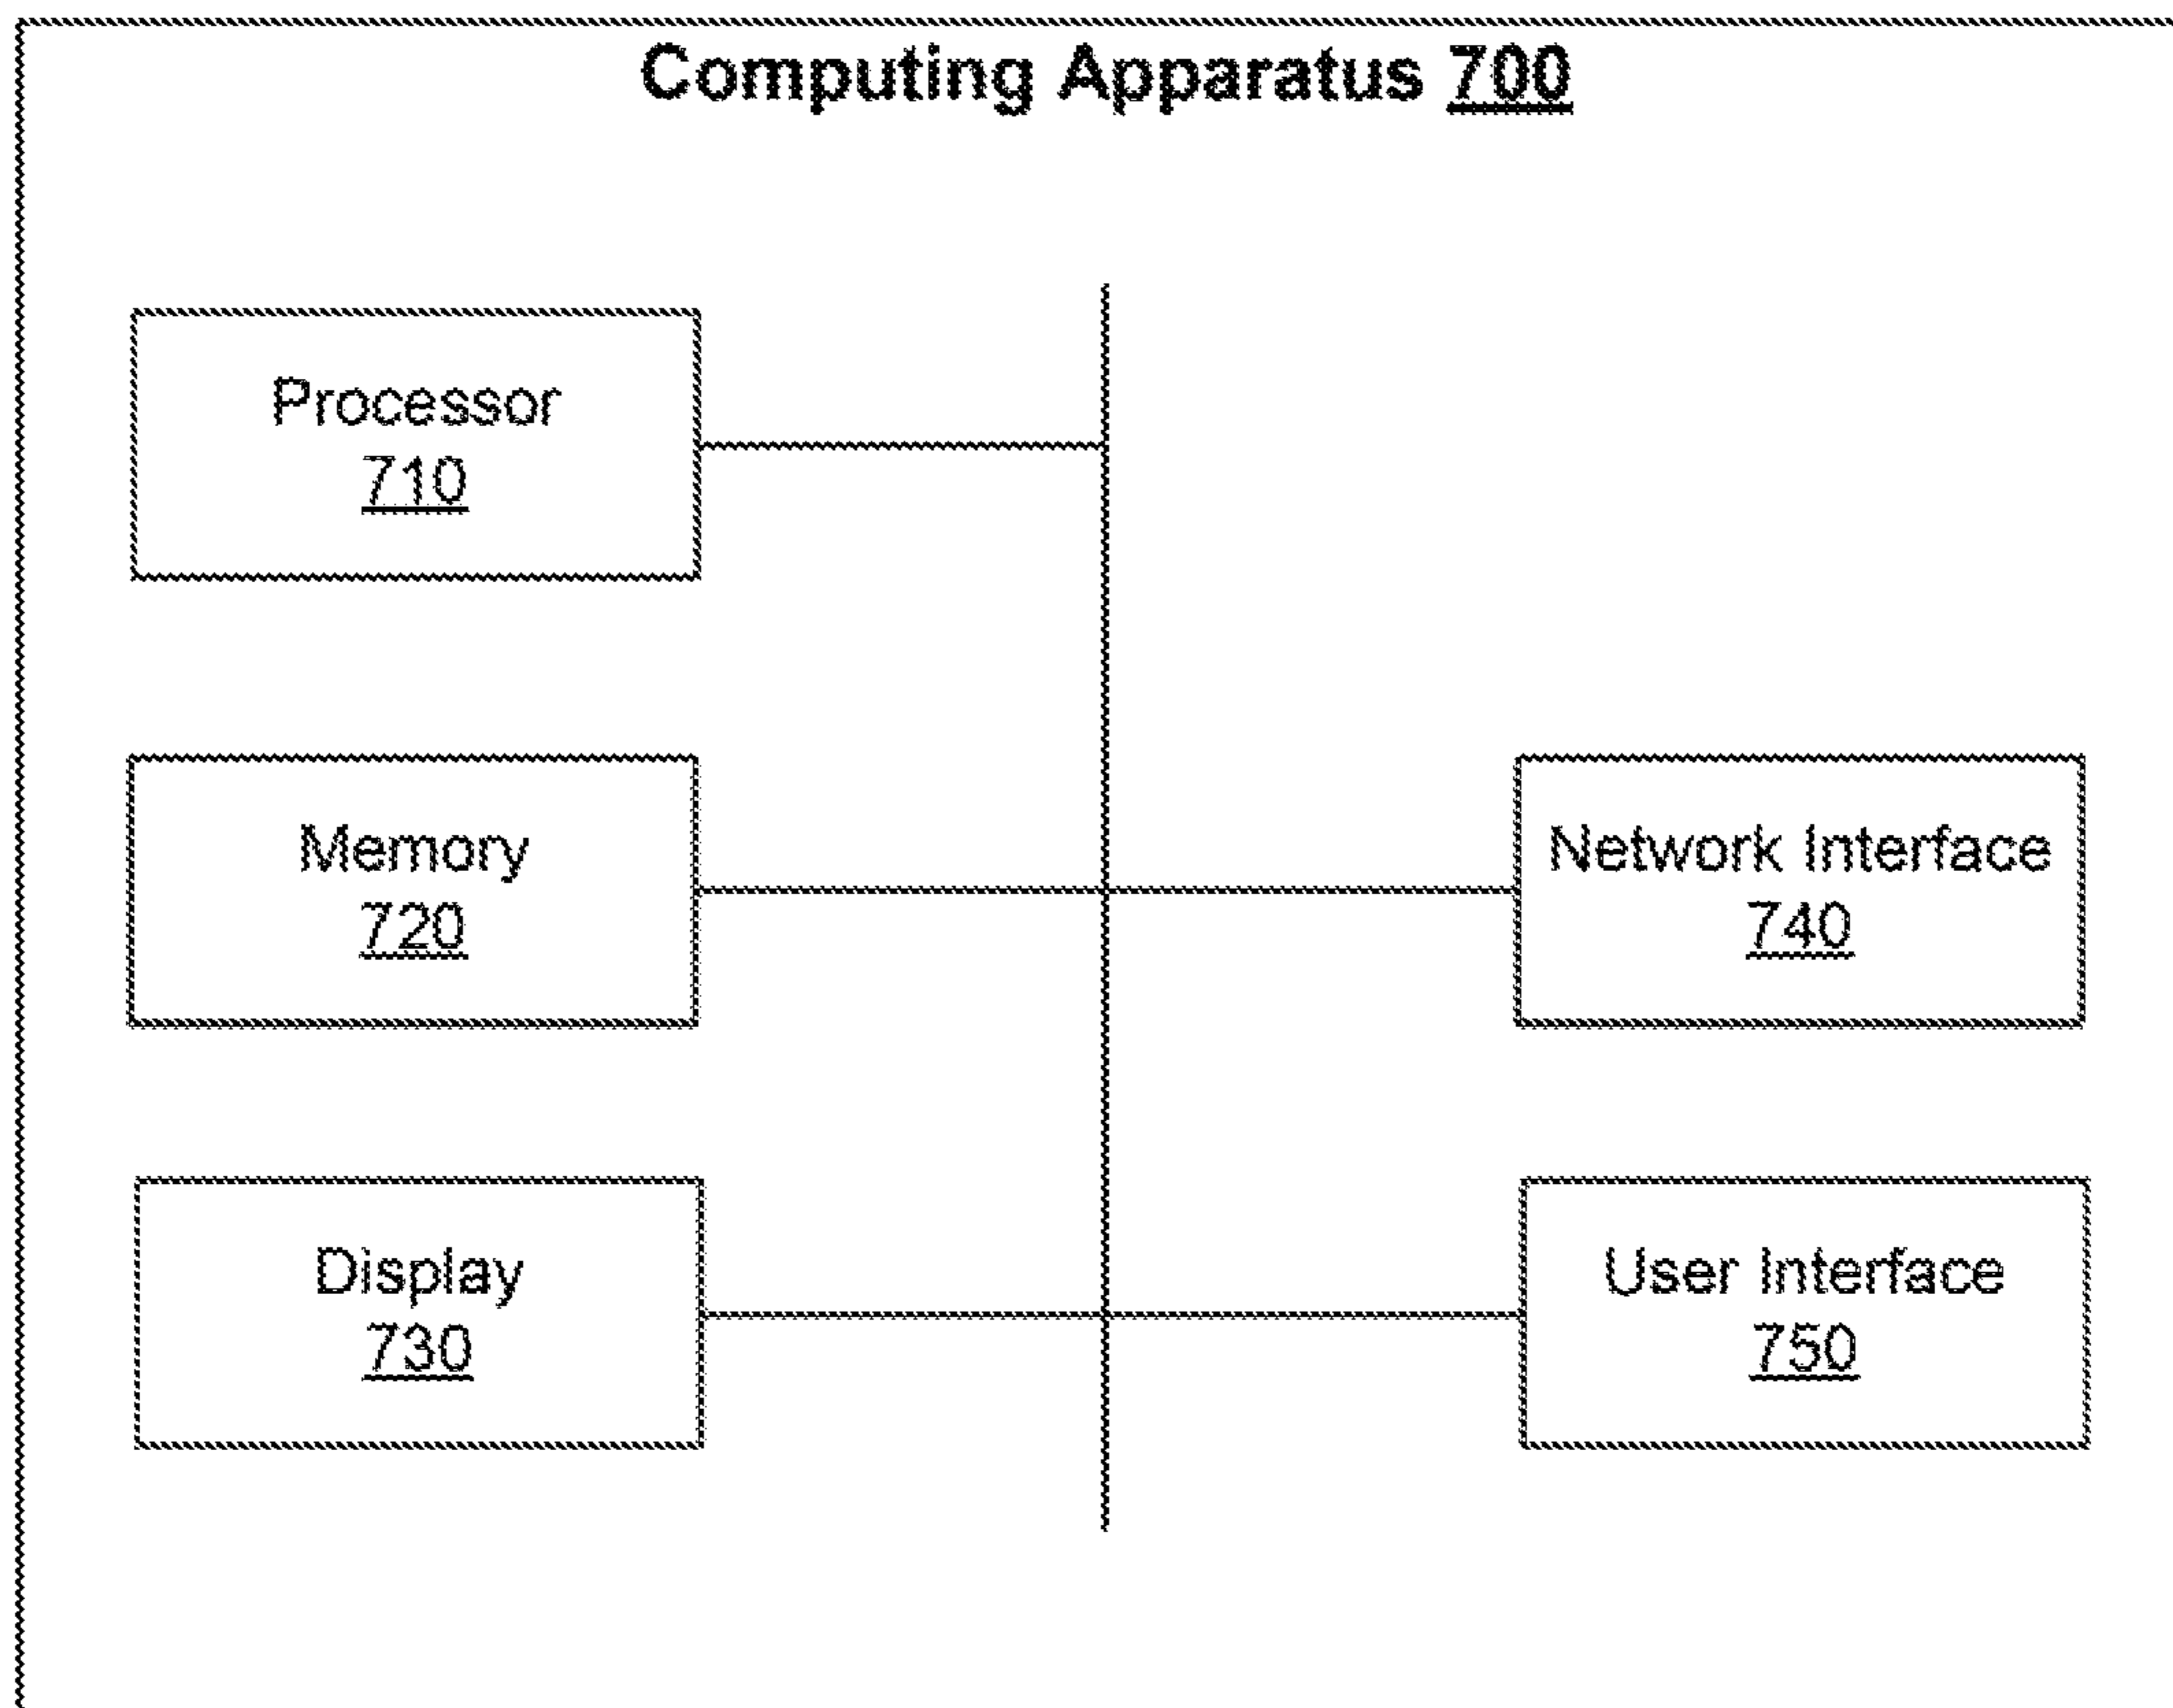 Computing Apparatus 700
Processor
710
Memory
720
Network Interface
740
Display
730
User Interface
750